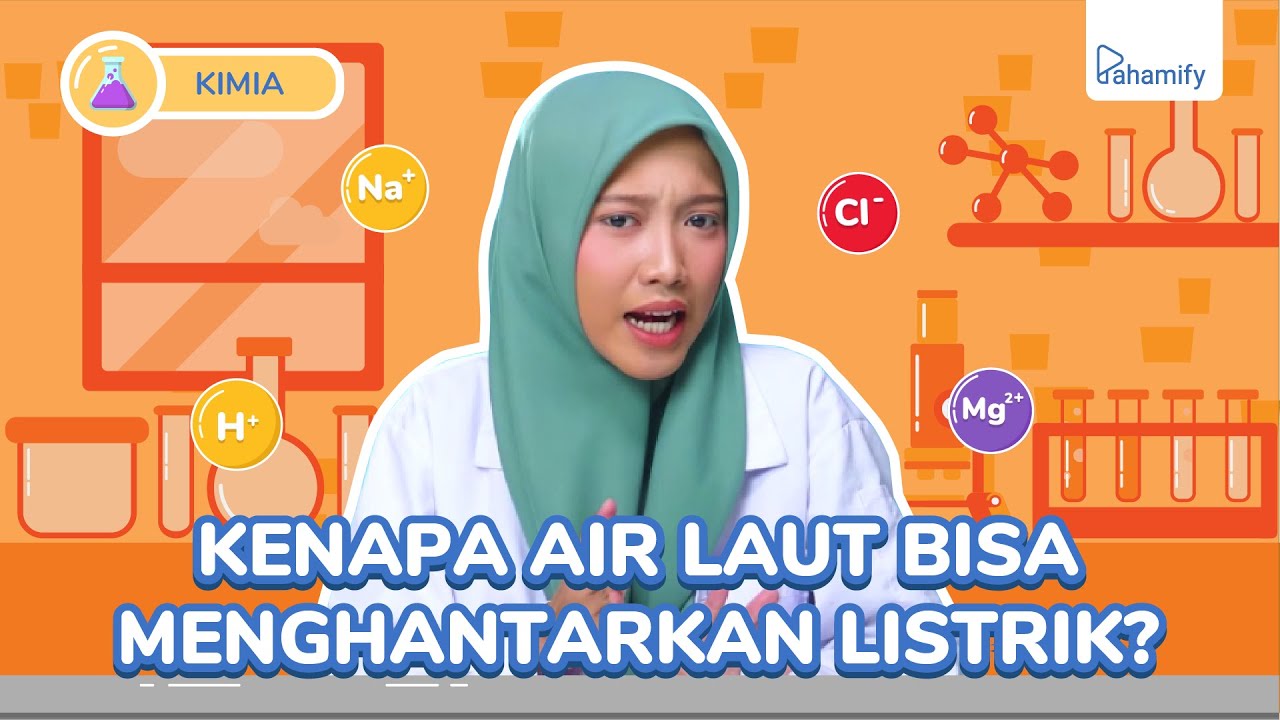 KIMIA
Pahamify
Na⁺
Cl⁻
H⁺
Mg²⁺
KENAPA AIR LAUT BISA
MENGHANTARKAN LISTRIK?